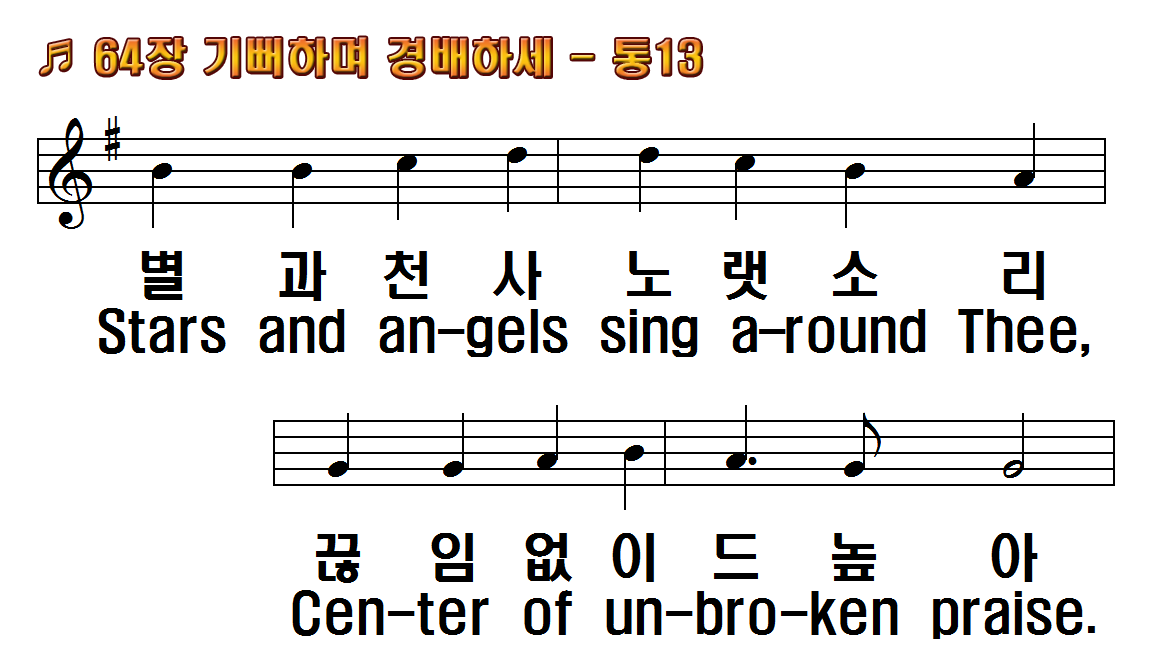 ♬ 64장 기뻐하며 경배하세 - 통13
별 과 천 사 노 랫 소 리
Stars and an-gels sing a-round Thee,
끊 임 없 이 드 높 아
Cen-ter of un-bro-ken praise.